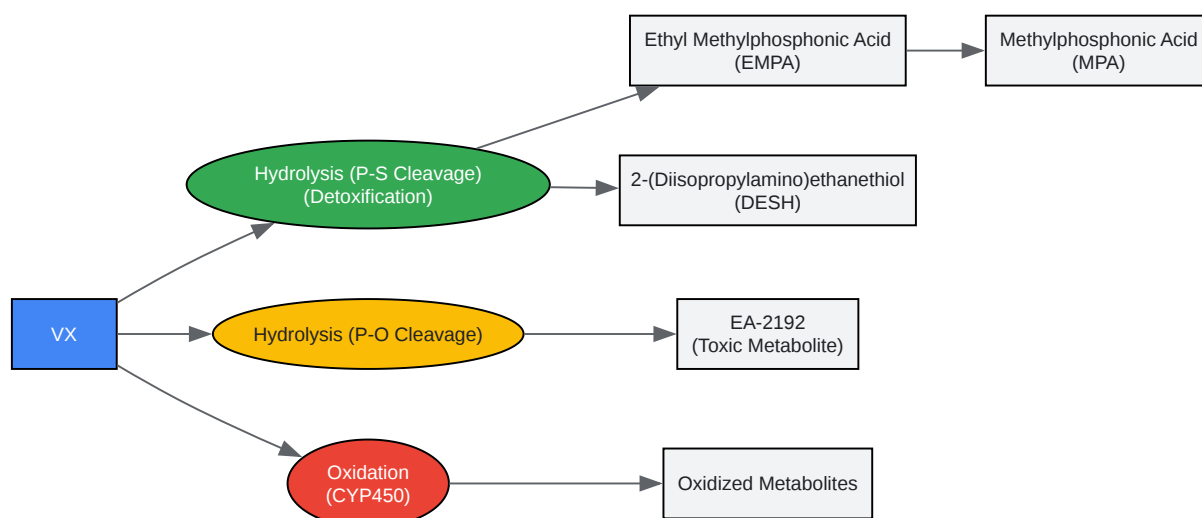 Ethyl Methylphosphonic Acid
(EMPA)
Methylphosphonic Acid
(MPA)
Hydrolysis (P-S Cleavage)
(Detoxification)
2-(Diisopropylamino)ethanethiol
(DESH)
VX
Hydrolysis (P-O Cleavage)
EA-2192
(Toxic Metabolite)
Oxidation
(CYP450)
Oxidized Metabolites